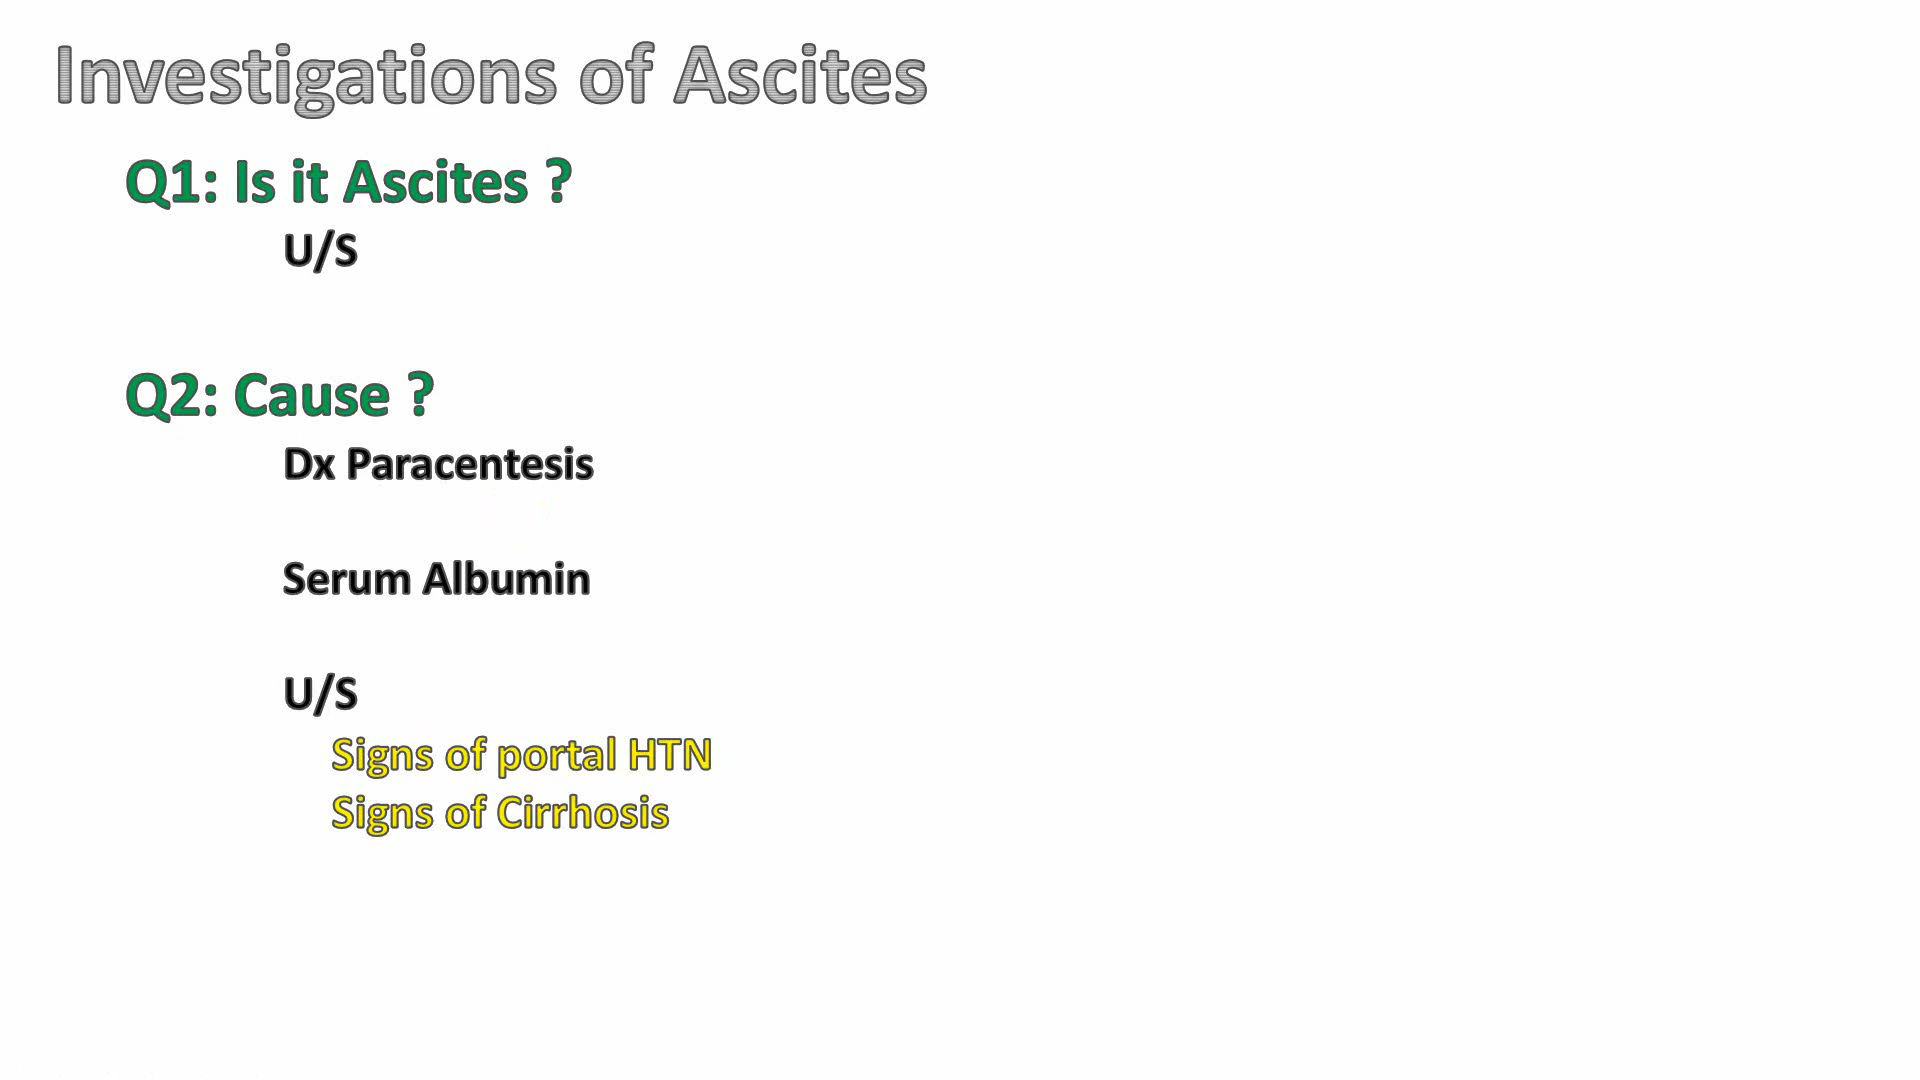 Investigations of Ascites
Q1: Is it Ascites ?
U/S
Q2: Cause ?
Dx Paracentesis
Serum Albumin
U/S
Signs of portal HTN
Signs of Cirrhosis